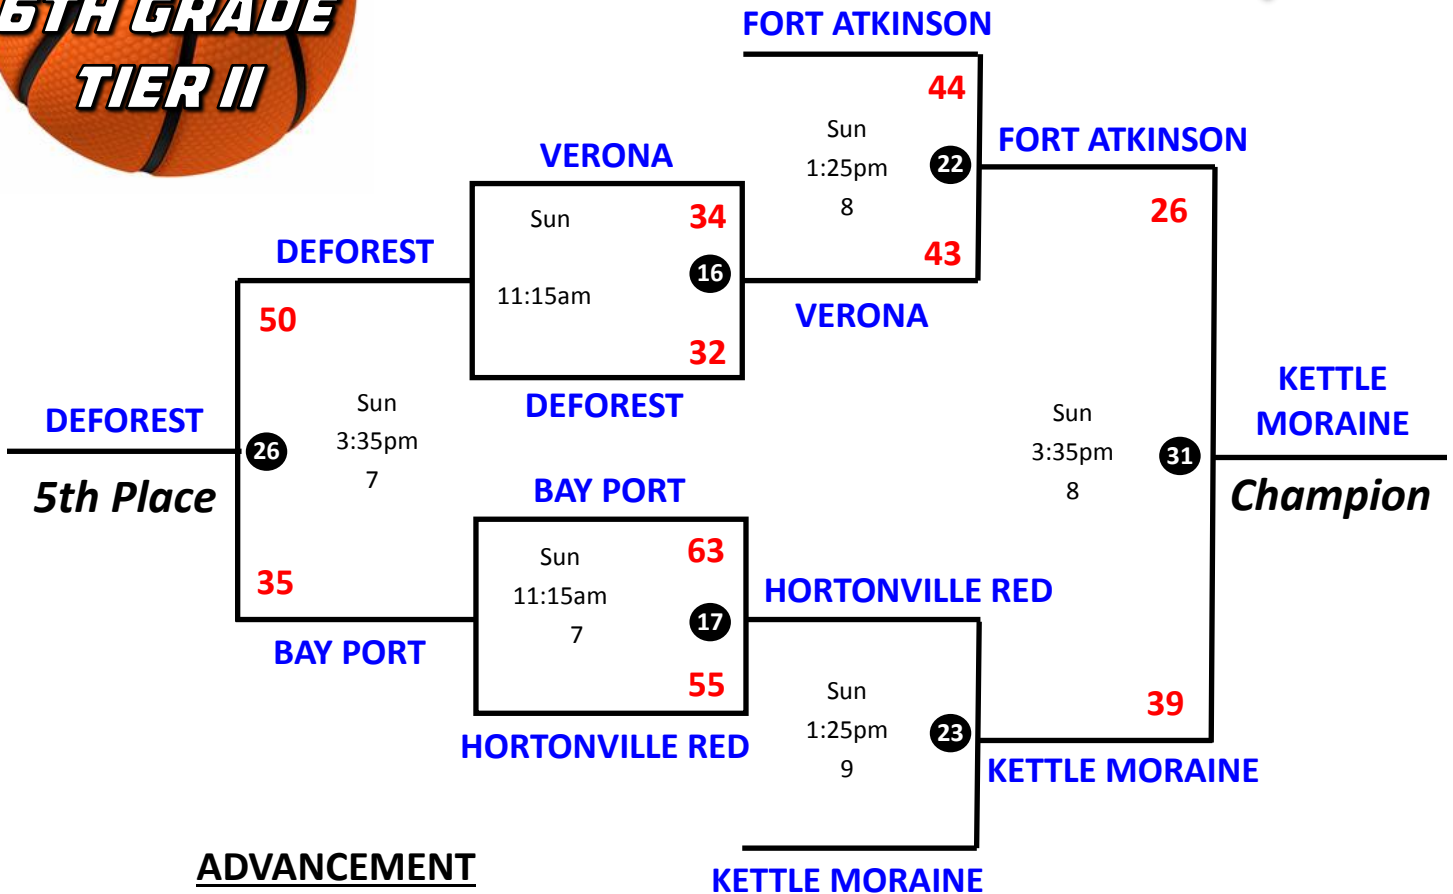 6TH GRADE
TIER II
FORT ATKINSON
44
Sun
1:25pm
8
22
43
VERONA
FORT ATKINSON
26
VERONA
Sun
11:15am
34
16
32
DEFOREST
DEFOREST
50
DEFOREST
5th Place
26
Sun
3:35pm
7
35
BAY PORT
BAY PORT
Sun
11:15am
7
63
17
55
HORTONVILLE RED
HORTONVILLE RED
Sun
1:25pm
9
23
KETTLE MORAINE
39
KETTLE MORAINE
Sun
3:35pm
8
31
KETTLE
MORAINE
Champion
ADVANCEMENT